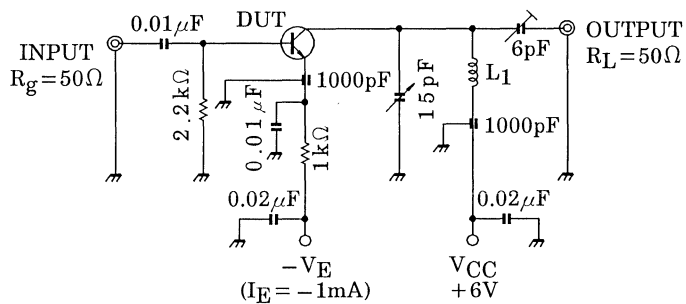 INPUT
Rg=50Ω
0.01μF
DUT
2.2kΩ
1000pF
0.01μF
1kΩ
0.02μF
−VE
(IE=−1mA)
15pF
L1
1000pF
6pF
OUTPUT
RL=50Ω
0.02μF
VCC
+6V